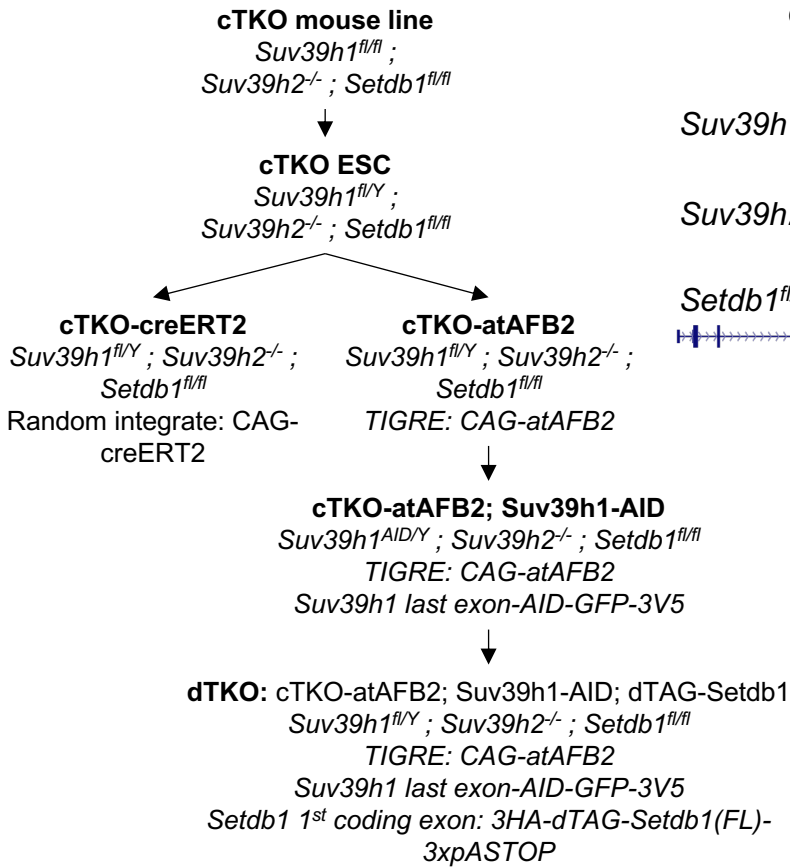 cTKO mouse line
Suv39h1fl/fl ;
Suv39h2-/- ; Setdb1fl/fl
cTKO ESC
Suv39h1fl/Y ;
Suv39h2-/- ; Setdb1fl/fl
cTKO-creERT2
Suv39h1fl/Y ; Suv39h2-/- ;
Setdb1fl/fl
Random integrate: CAG-
creERT2
cTKO-atAFB2
Suv39h1fl/Y ; Suv39h2-/- ;
Setdb1fl/fl
TIGRE: CAG-atAFB2
cTKO-atAFB2; Suv39h1-AID
Suv39h1AID/Y ; Suv39h2-/- ; Setdb1fl/fl
TIGRE: CAG-atAFB2
Suv39h1 last exon-AID-GFP-3V5
dTKO: cTKO-atAFB2; Suv39h1-AID; dTAG-Setdb1
Suv39h1fl/Y ; Suv39h2-/- ; Setdb1fl/fl
TIGRE: CAG-atAFB2
Suv39h1 last exon-AID-GFP-3V5
Setdb1 1st coding exon: 3HA-dTAG-Setdb1(FL)-
3xpASTOP
Suv39h
Suv39h
Setdb1fl